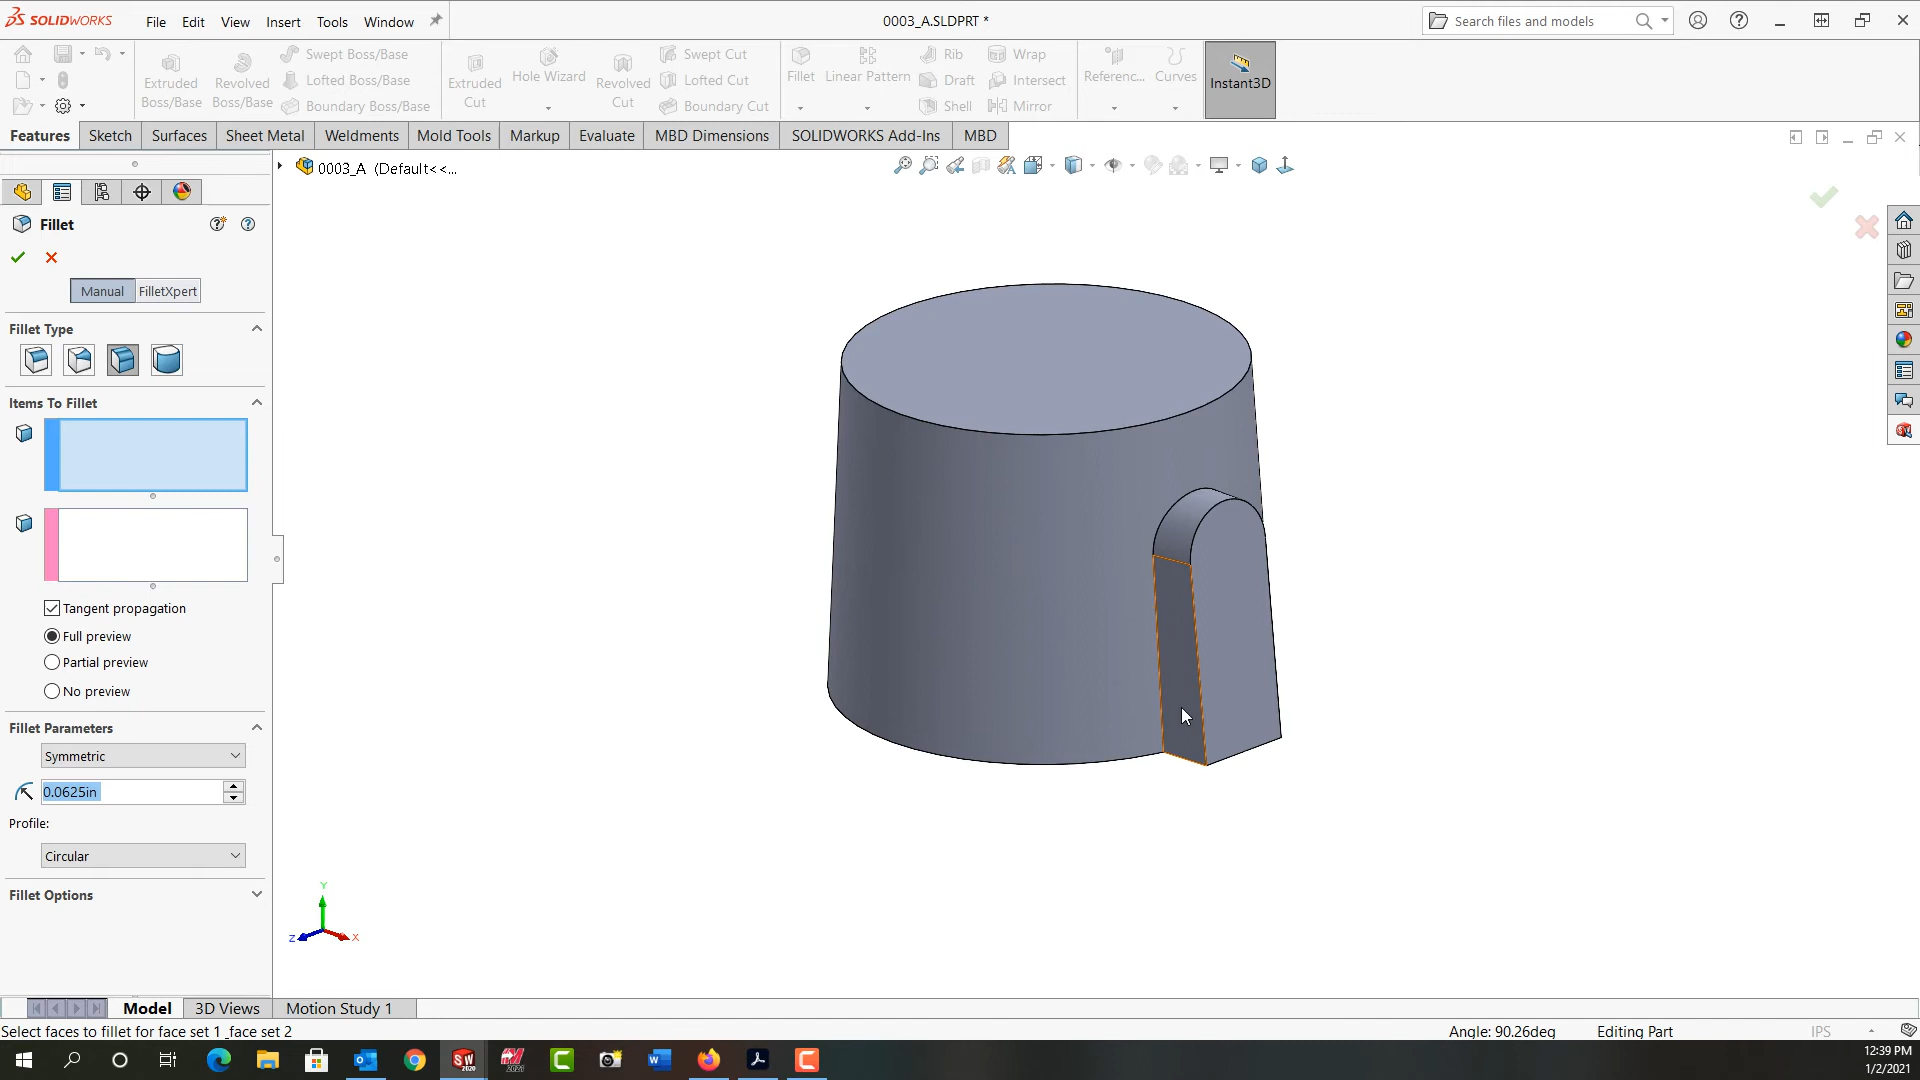 SOLIDWORKS File Edit View Insert Tools Window 0003_A.SLDPRT * Search files and models
Extruded Boss/Base
Revolved Boss/Base
Swept Boss/Base
Lofted Boss/Base
Boundary Boss/Base
Extruded Cut
Hole Wizard
Revolved Cut
Swept Cut
Lofted Cut
Boundary Cut
Fillet
Linear Pattern
Rib
Draft
Shell
Wrap
Intersect
Mirror
Referenc...
Curves
Instant3D
Features Sketch Surfaces Sheet Metal Weldments Mold Tools Markup Evaluate MBD Dimensions SOLIDWORKS Add-Ins MBD
0003_A (Default<<...
Fillet
Manual FilletXpert
Fillet Type
Items To Fillet
Tangent propagation
Full preview
Partial preview
No preview
Fillet Parameters
Symmetric
0.0625in
Profile:
Circular
Fillet Options
Y
Z X
Model 3D Views Motion Study 1
Select faces to fillet for face set 1 _face set 2 Angle: 90.26deg Editing Part IPS
12:39 PM
1/2/2021